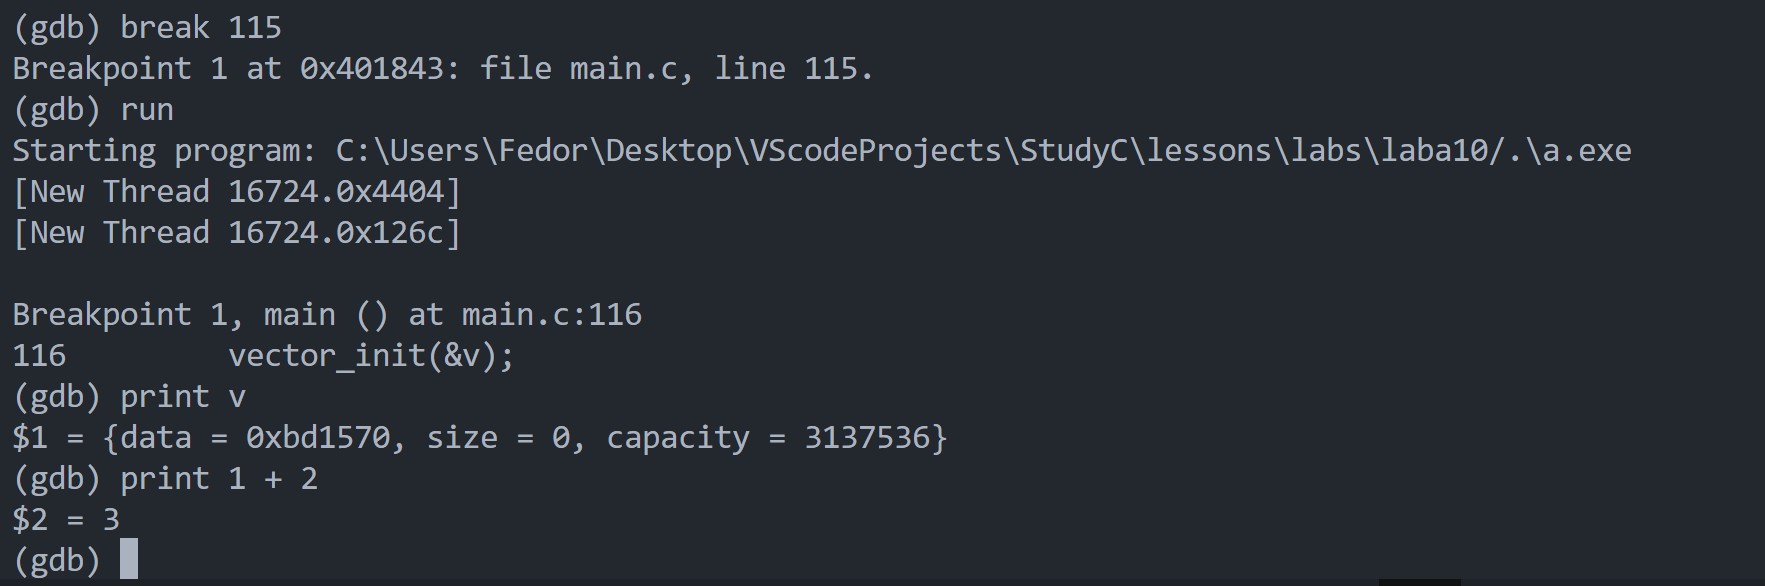 (gdb) break 115
Breakpoint 1 at 0x401843: file main.c, line 115.
(gdb) run
Starting program: C:\Users\Fedor\Desktop\VScodeProjects\StudyC\lessons\labs\laba10/.\a.exe
[New Thread 16724.0x4404]
[New Thread 16724.0x126c]

Breakpoint 1, main () at main.c:116
116         vector_init(&v);
(gdb) print v
$1 = {data = 0xbd1570, size = 0, capacity = 3137536}
(gdb) print 1 + 2
$2 = 3
(gdb)